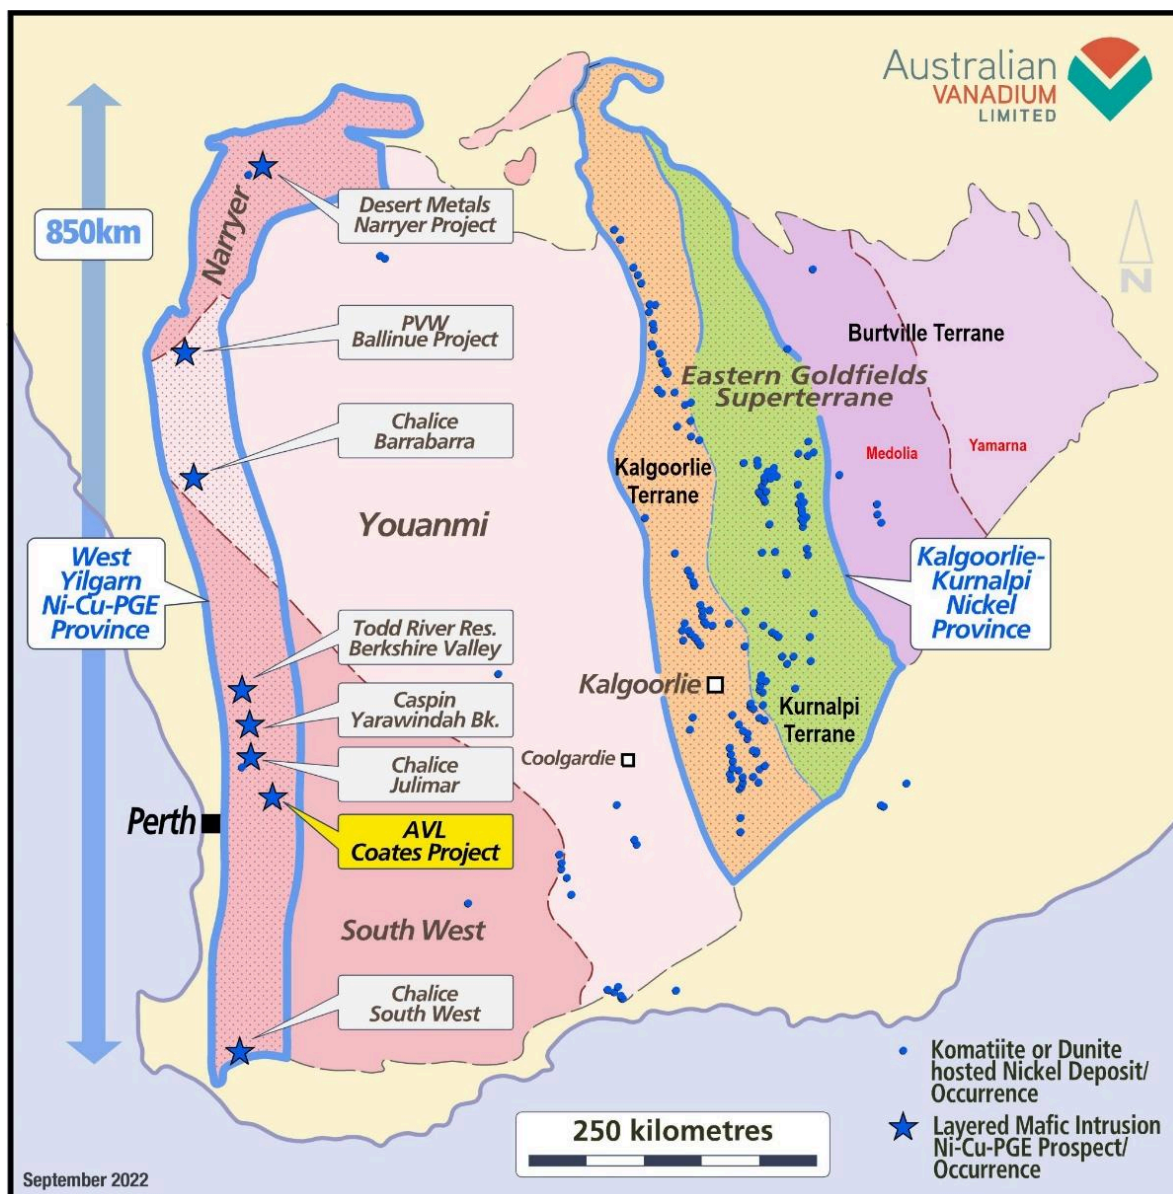 Australian
VANADIUM
LIMITED
850km
Narryer
Desert Metals
Narryer Project
N
PVW
Ballinue Project
Burtville Terrane
Eastern Goldfields
Superterrane
Chalice
Barrabarra
Medolia
Yamarna
Kalgoorlie
Terrane
Youanmi
West
Yilgarn
Ni-Cu-PGE
Province
Kalgoorlie-
Kurnalpi
Nickel
Province
Todd River Res.
Berkshire Valley
Kalgoorlie
Caspin
Yarawindah Bk.
Kurnalpi
Terrane
Coolgardie
Chalice
Julimar
Perth
AVL
Coates Project
South West
Chalice
South West
Komatiite or Dunite
hosted Nickel Deposit/
Occurrence
250 kilometres
Layered Mafic Intrusion
Ni-Cu-PGE Prospect/
Occurrence
September 2022